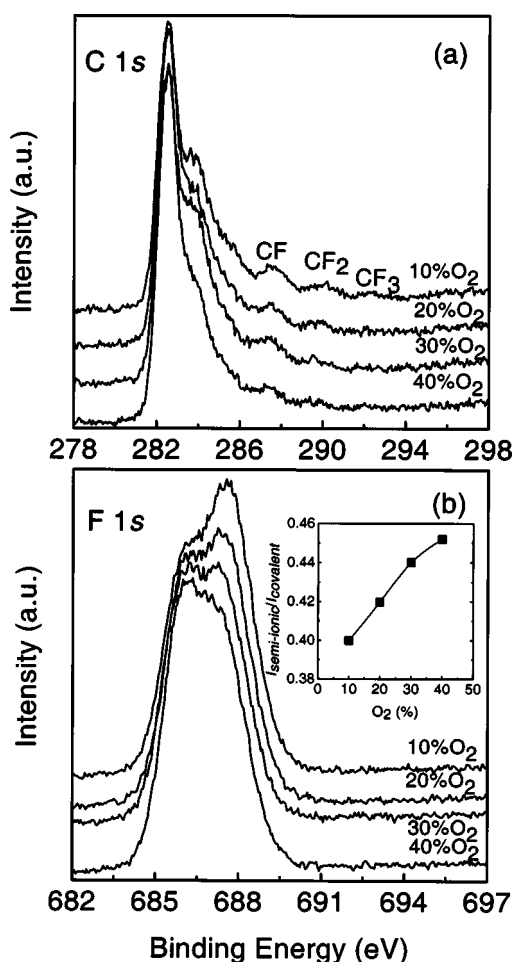 C 1s
(a)
Intensity (a.u.)
CF
CF2
CF3
10%O2
20%O2
30%O2
40%O2
278 282 286 290 294 298
F 1s
(b)
Intensity (a.u.)
Isemi-ionic/Icovalent
0.46
0.44
0.42
0.40
0.38
0 10 20 30 40 50
O2 (%)
10%O2
20%O2
30%O2
40%O2
682 685 688 691 694 697
Binding Energy (eV)